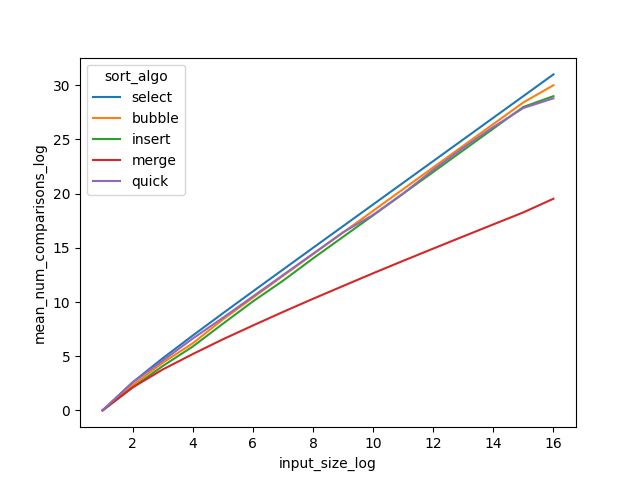 sort_algo
select
bubble
insert
merge
quick
mean_num_comparisons_log
30
25
20
15
10
5
0
2 4 6 8 10 12 14 16
input_size_log